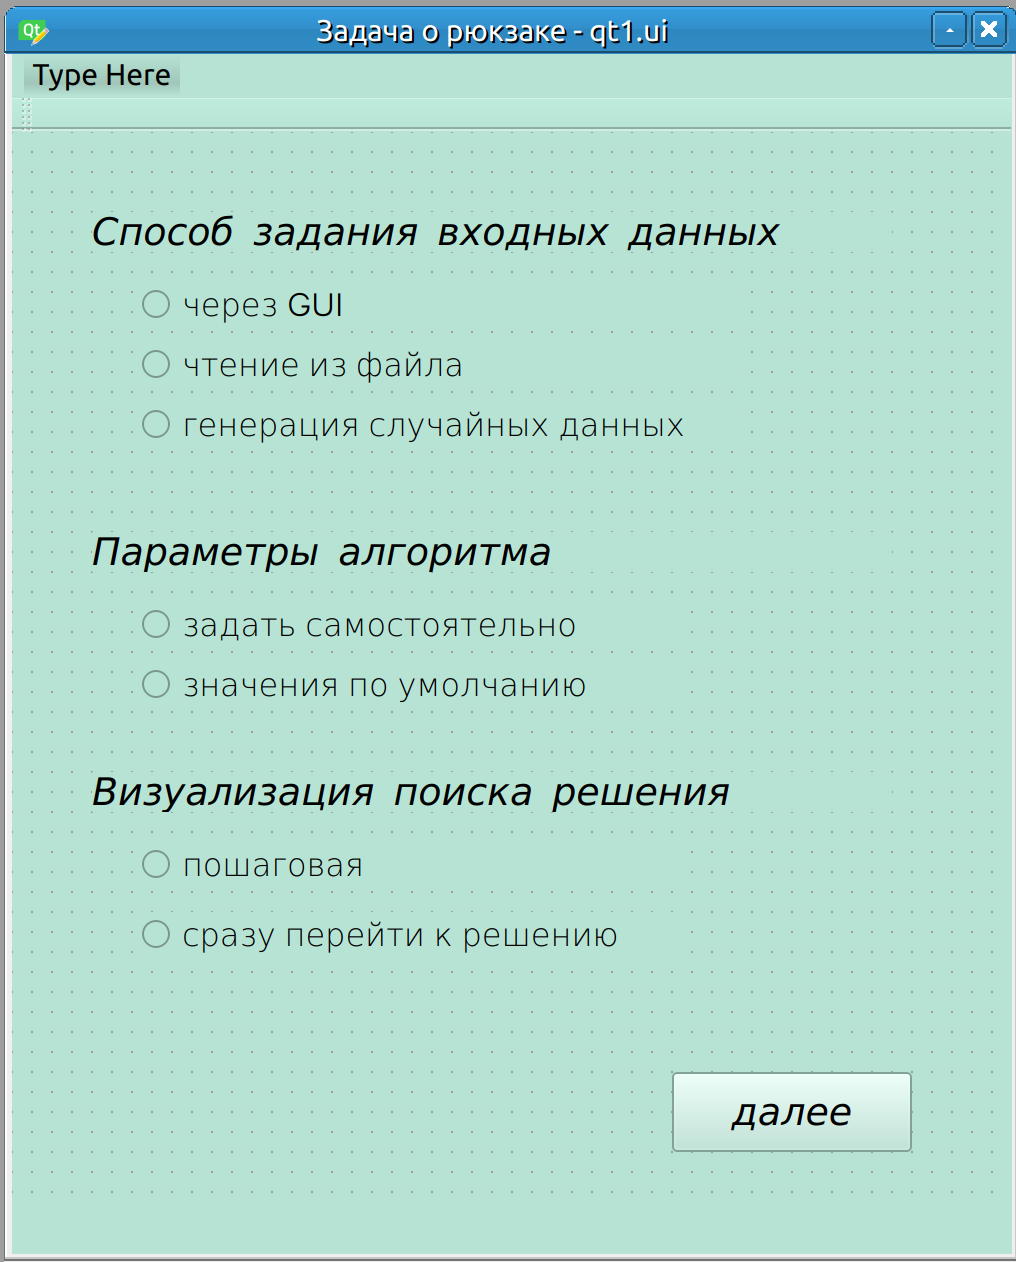 Qt
Задача о рюкзаке - qt1.ui
Type Here
Способ задания входных данных
через GUI
чтение из файла
генерация случайных данных
Параметры алгоритма
задать самостоятельно
значения по умолчанию
Визуализация поиска решения
пошаговая
сразу перейти к решению
далее